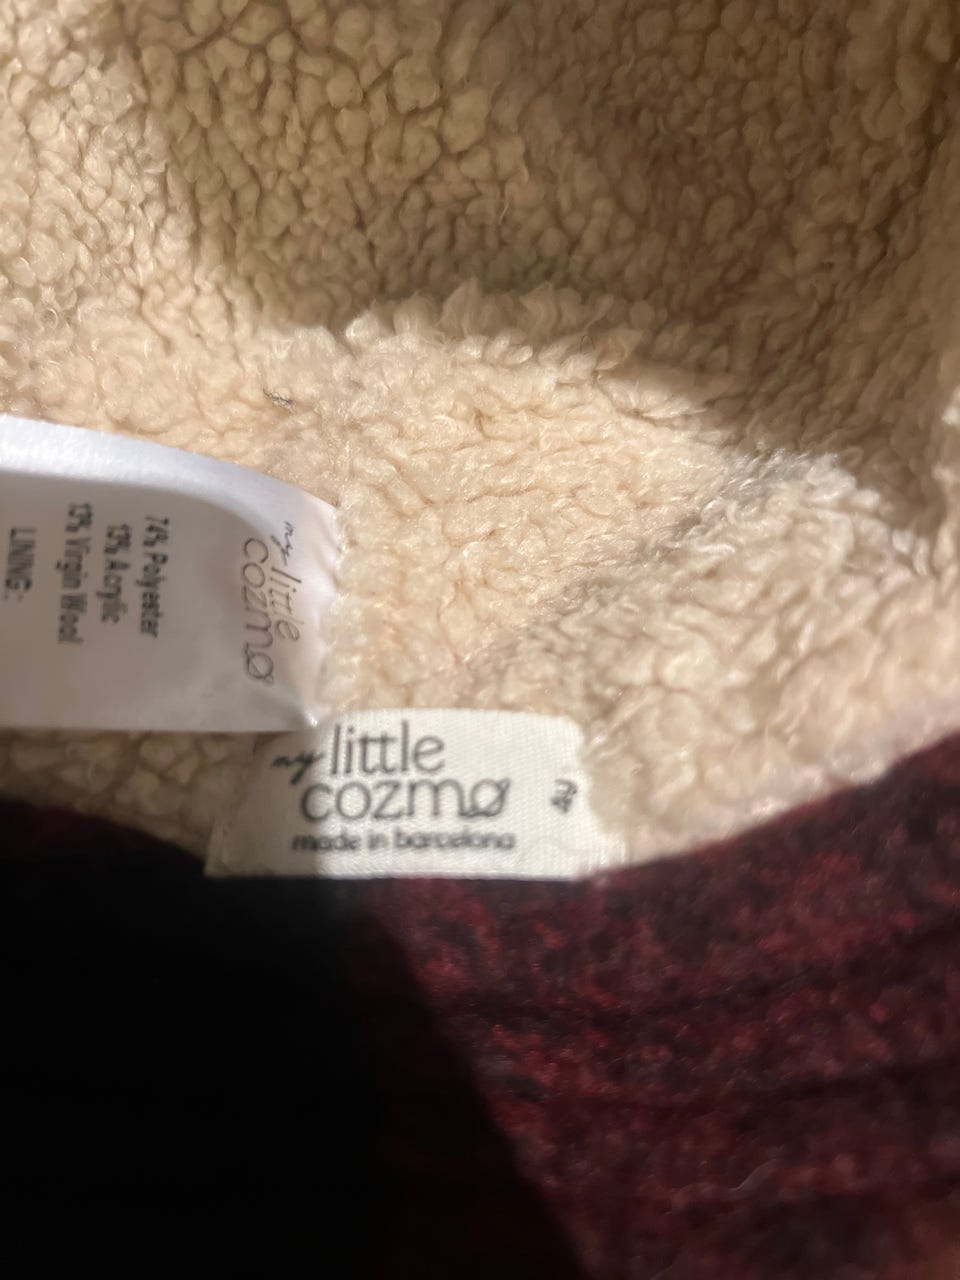 my little
cozmo
made in barcelona
my little
cozmo
74% Polyester
13% Acrylic
13% Virgin Wool
LINING: